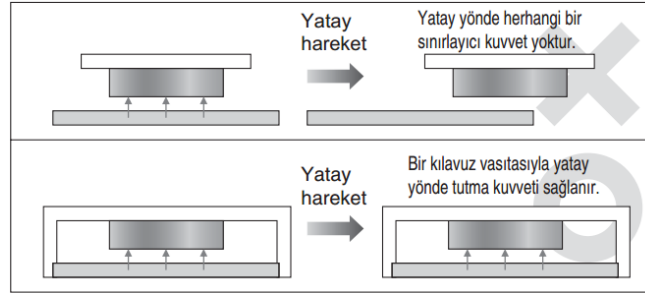 Yatay
hareket
Yatay yönde herhangi bir
sınırlayıcı kuvvet yoktur.
Yatay
hareket
Bir kılavuz vasıtasıyla yatay
yönde tutma kuvveti sağlanır.